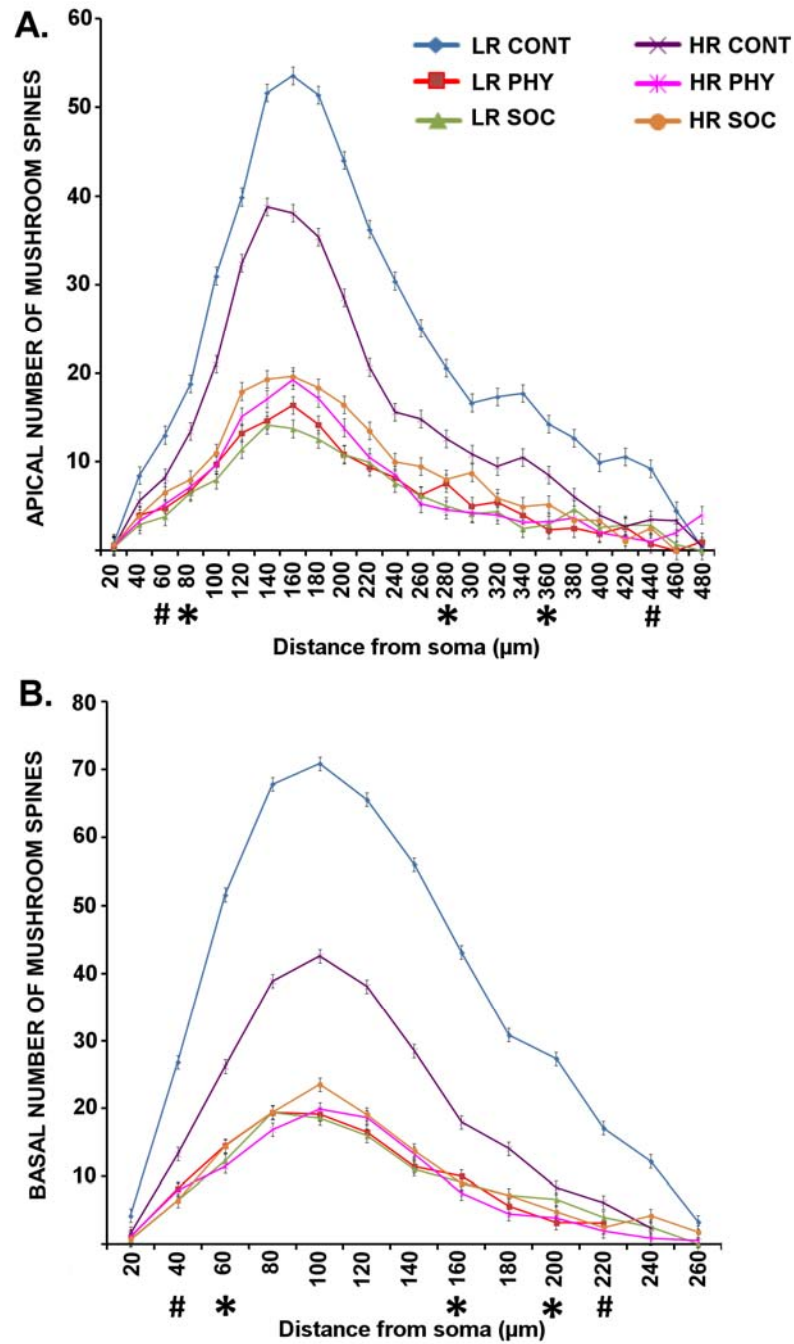 A.
APICAL NUMBER OF MUSHROOM SPINES
60
50
40
30
20
10
LR CONT
HR CONT
LR PHY
HR PHY
LR SOC
HR SOC
20 40 60 80 100 120 140 160 180 200 220 240 260 280 300 320 340 360 380 400 420 440 460 480
# * * * #
Distance from soma (µm)
B.
BASAL NUMBER OF MUSHROOM SPINES
80
70
60
50
40
30
20
10
20 40 60 80 100 120 140 160 180 200 220 240 260
# * * * #
Distance from soma (µm)